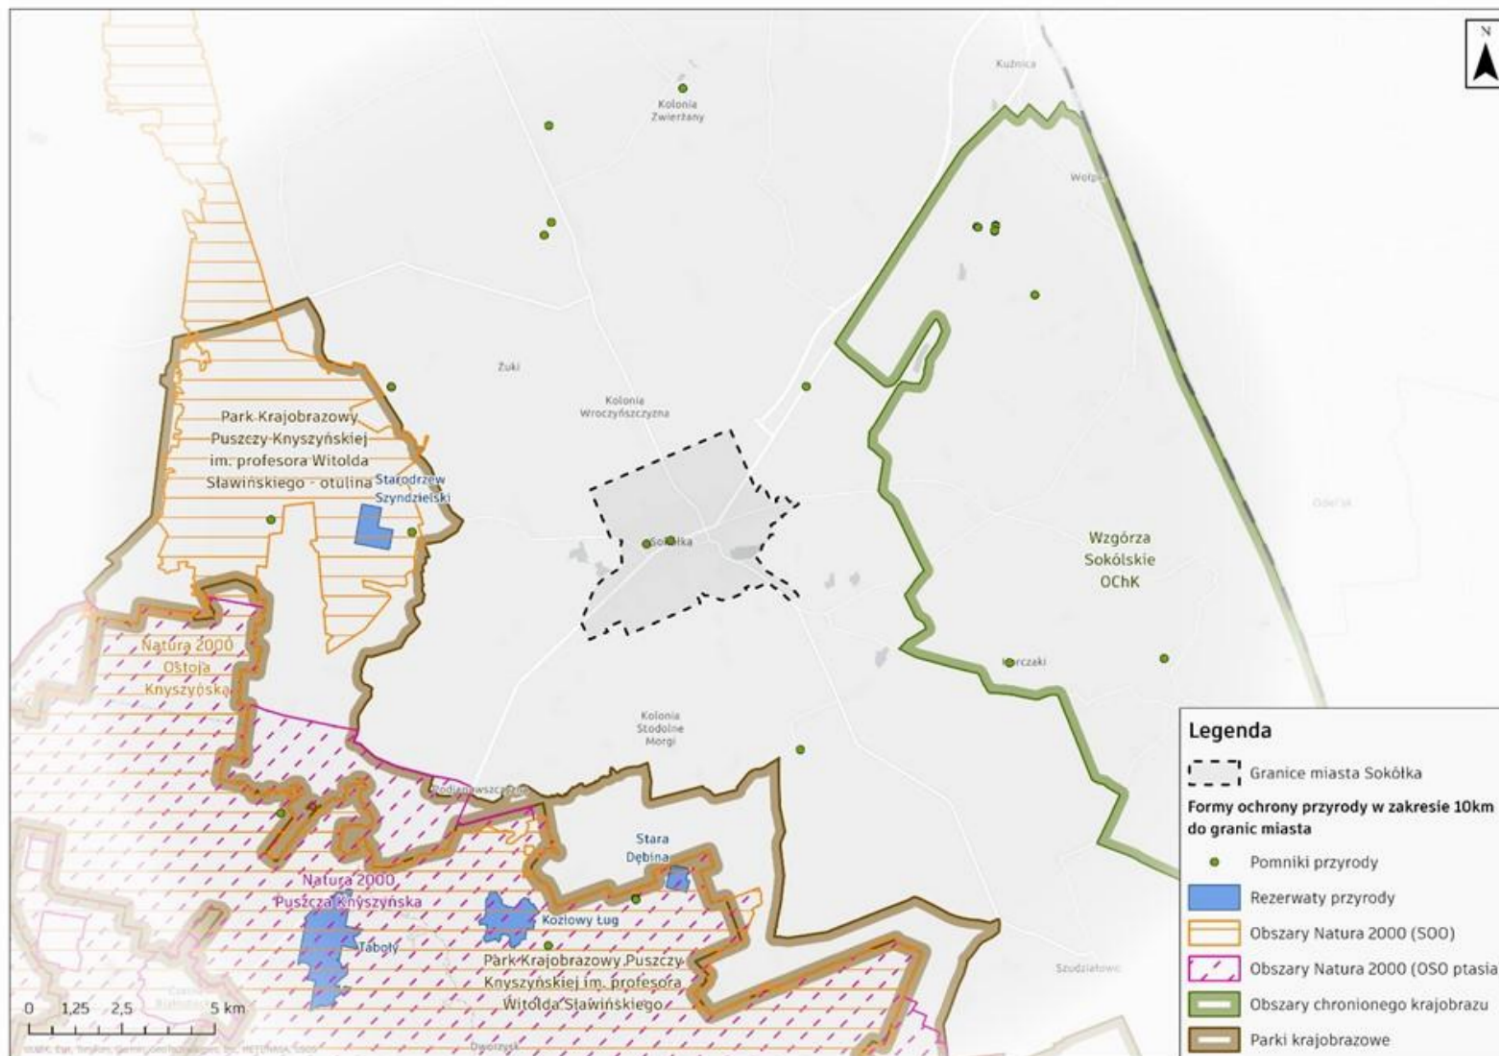 N
Kuźnica
Kolonia
Zwierżany
Wołpa
Żuki
Kolonia
Wroczyńszczyzna
Park Krajobrazowy
Puszczy Knyszyńskiej
im. profesora Witolda
Sławińskiego - otulina
Starodrzew
Szyndzielski
Odelsk
Sokółka
Wzgórza
Sokólskie
OChK
Natura 2000
Ostoja
Knyszyńska
Kolonia
Stodolne
Morgi
Stara
Dębina
Natura 2000
Puszcza Knyszyńska
Kozłowy Ług
Taboły
Park Krajobrazowy Puszczy
Knyszyńskiej im. profesora
Witolda Sławińskiego
Szudziałowo
Dworzysk
0 1,25 2,5 5 km
Legenda
Granice miasta Sokółka
Formy ochrony przyrody w zakresie 10km
do granic miasta
Pomniki przyrody
Rezerwaty przyrody
Obszary Natura 2000 (SOO)
Obszary Natura 2000 (OSO ptasia
Obszary chronionego krajobrazu
Parki krajobrazowe